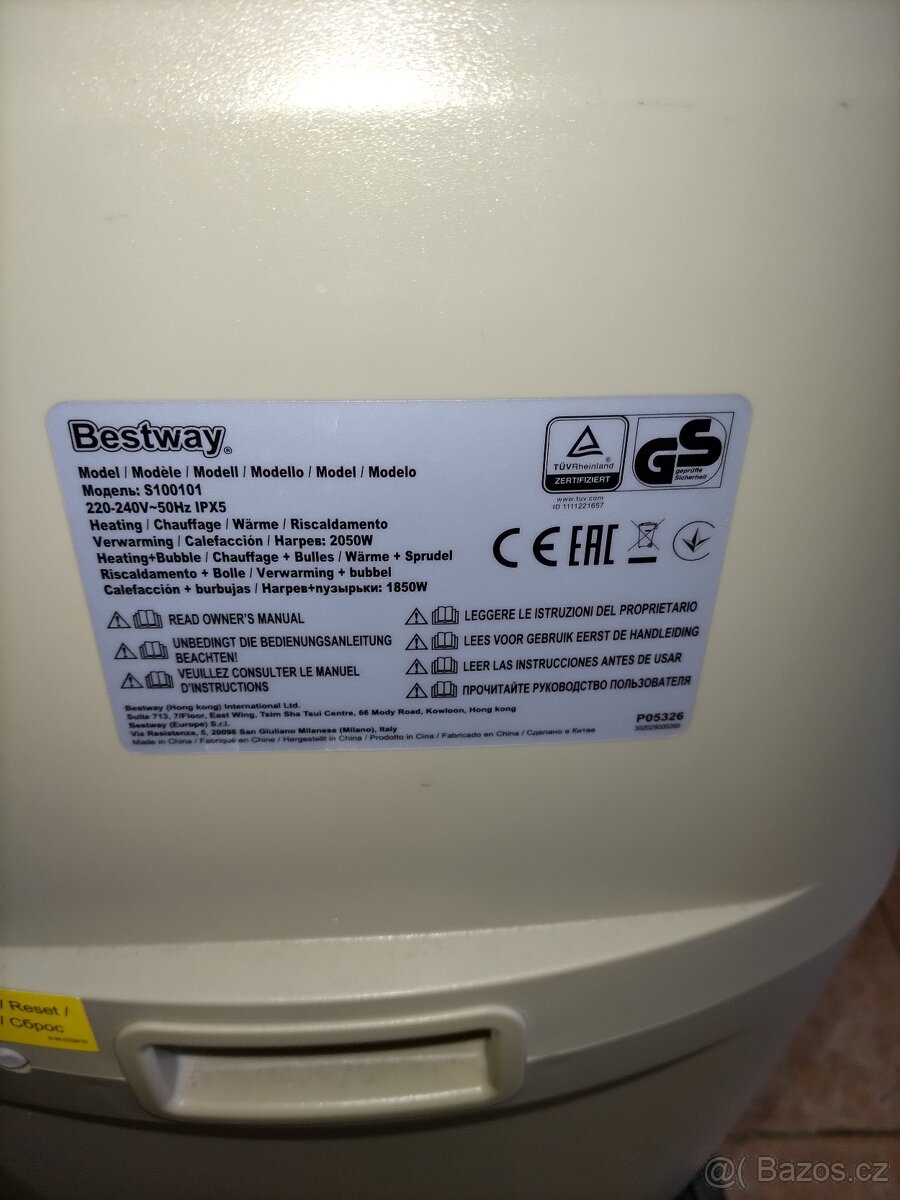 Bestway®
Model / Modèle / Modell / Modello / Model / Modelo
Модель: S100101
220-240V~50Hz IPX5
Heating / Chauffage / Wärme / Riscaldamento
Verwarming / Calefacción / Нагрев: 2050W
Heating+Bubble / Chauffage + Bulles / Wärme + Sprudel
Riscaldamento + Bolle / Verwarming + bubbel
Calefacción + burbujas / Нагрев+пузырьки: 1850W
TÜVRheinland
ZERTIFIZIERT
www.tuv.com
ID 1111221657
GS
geprüfte
Sicherheit
CE EAC
READ OWNER'S MANUAL
UNBEDINGT DIE BEDIENUNGSANLEITUNG
BEACHTEN!
VEUILLEZ CONSULTER LE MANUEL
D'INSTRUCTIONS
LEGGERE LE ISTRUZIONI DEL PROPRIETARIO
LEES VOOR GEBRUIK EERST DE HANDLEIDING
LEER LAS INSTRUCCIONES ANTES DE USAR
ПРОЧИТАЙТЕ РУКОВОДСТВО ПОЛЬЗОВАТЕЛЯ
Bestway (Hong kong) International Ltd.
Suite 713, 7/Floor, East Wing, Tsim Sha Tsui Centre, 66 Mody Road, Kowloon, Hong kong
Bestway (Europe) S.r.l.
Via Resistenza, 5, 20098 San Giuliano Milanese (Milano), Italy
Made in China / Fabriqué en Chine / Hergestellt in China / Prodotto in Cina / Fabricado en China / Сделано в Китае
P05326
302029000260
/ Reset /
/ Сброс
@( Bazos.cz